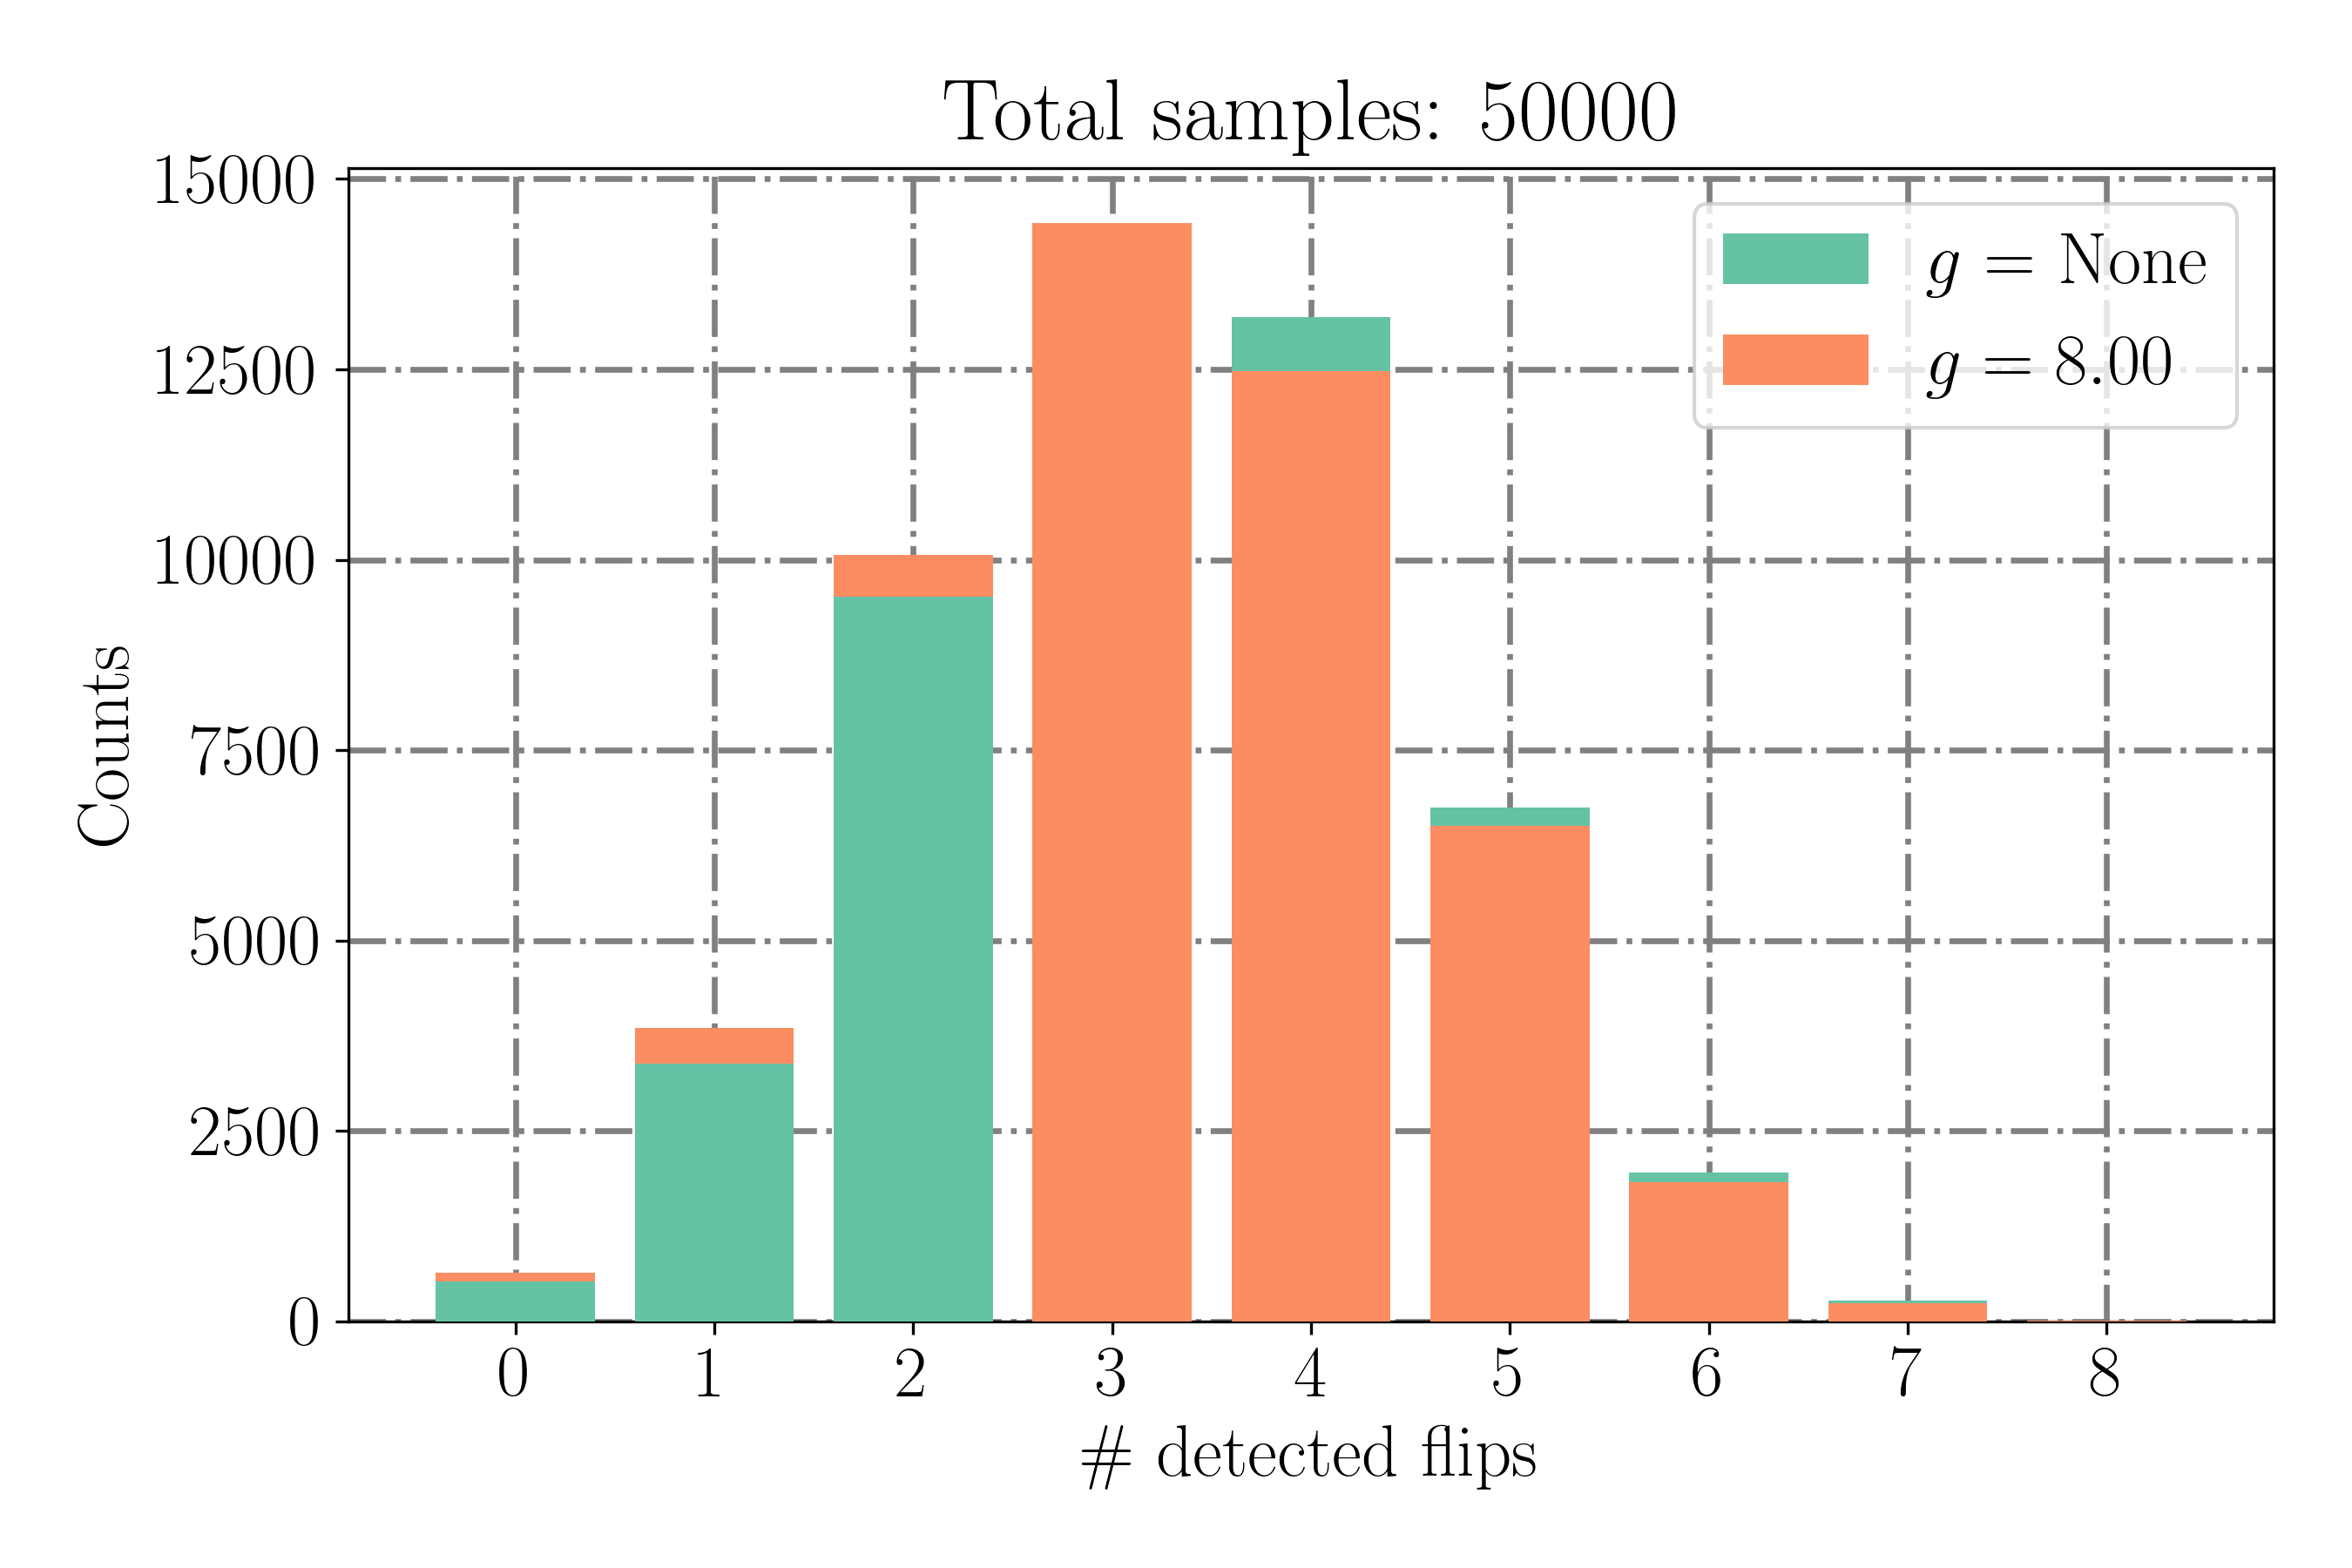 Total samples: 50000
15000
12500
10000
7500
5000
2500
0
Counts
g = None
g = 8.00
0 1 2 3 4 5 6 7 8
# detected flips